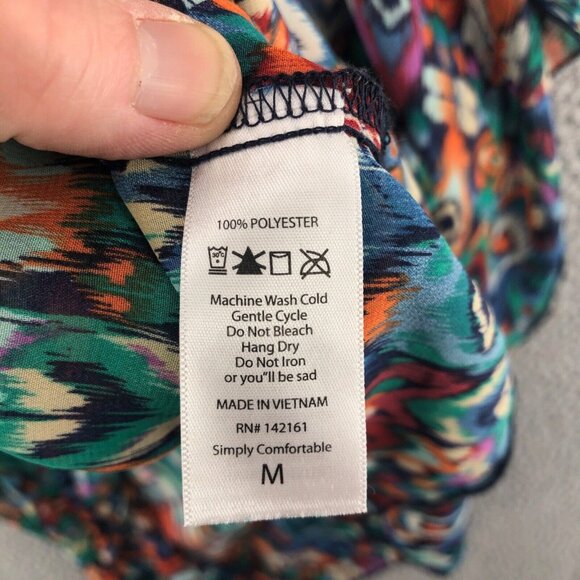 100% POLYESTER
30°C
Machine Wash Cold
Gentle Cycle
Do Not Bleach
Hang Dry
Do Not Iron
or you"ll be sad
MADE IN VIETNAM
RN# 142161
Simply Comfortable
M